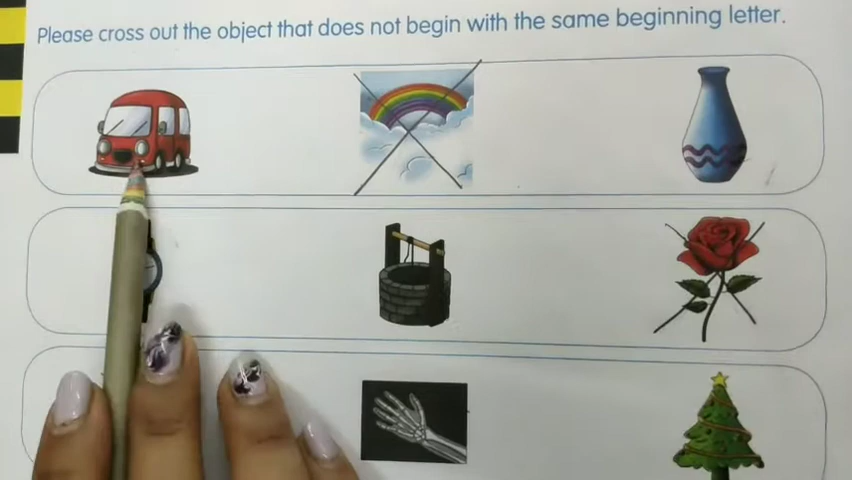 Please cross out the object that does not begin with the same beginning letter.